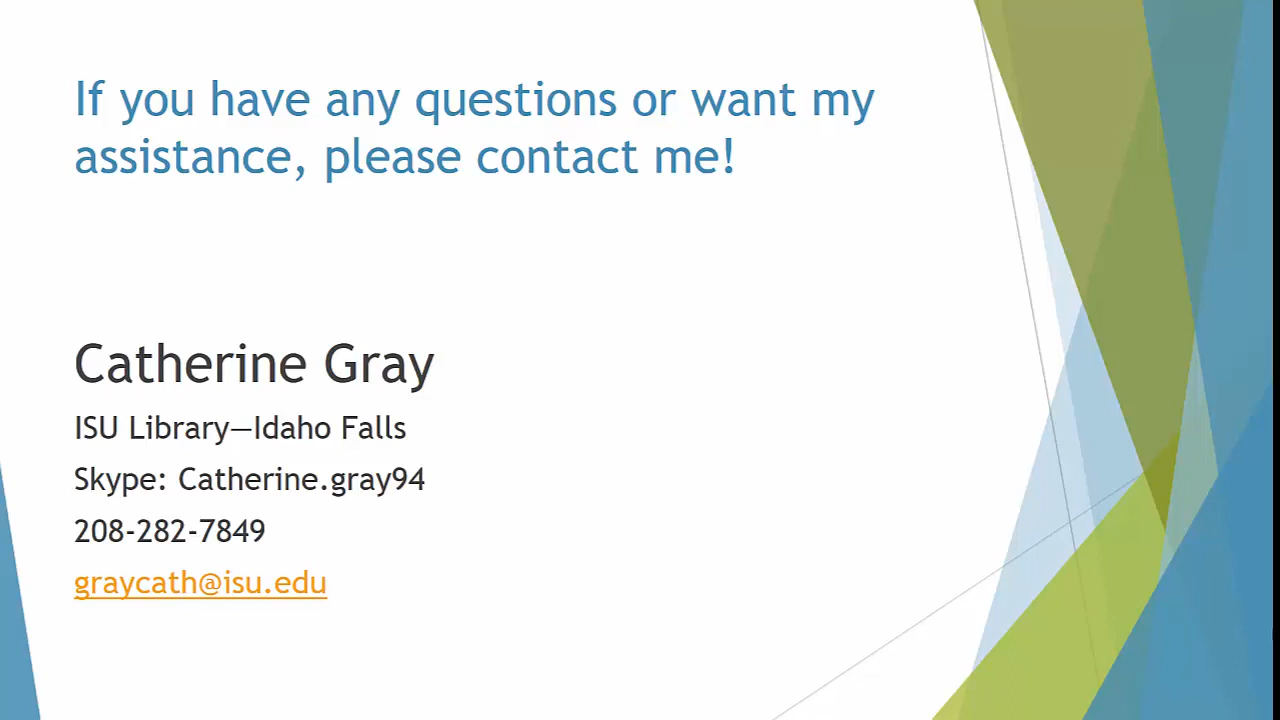 If you have any questions or want my
assistance, please contact me!
Catherine Gray
ISU Library—Idaho Falls
Skype: Catherine.gray94
208-282-7849
graycath@isu.edu